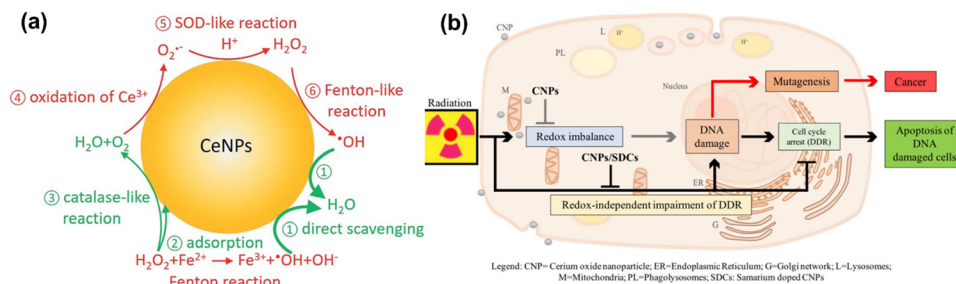 (a)
⑤ SOD-like reaction
O₂•⁻
H⁺
H₂O₂
④ oxidation of Ce³⁺
⑥ Fenton-like
reaction
CeNPs
H₂O+O₂
•OH
①
③ catalase-like
reaction
H₂O
② adsorption
① direct scavenging
H₂O₂+Fe²⁺ → Fe³⁺+•OH+OH⁻
Fenton reaction
(b)
CNP
L
H⁺
H⁺
PL
Nucleus
M
CNPs
Mutagenesis
Cancer
Radiation
Redox imbalance
DNA
damage
Cell cycle
arrest (DDR)
Apoptosis of
DNA
damaged cells
CNPs/SDCs
ER
Redox-independent impairment of DDR
G
Legend: CNP= Cerium oxide nanoparticle; ER=Endoplasmic Reticulum; G=Golgi network; L=Lysosomes;
M=Mitochondria; PL=Phagolysosomes; SDCs: Samarium doped CNPs